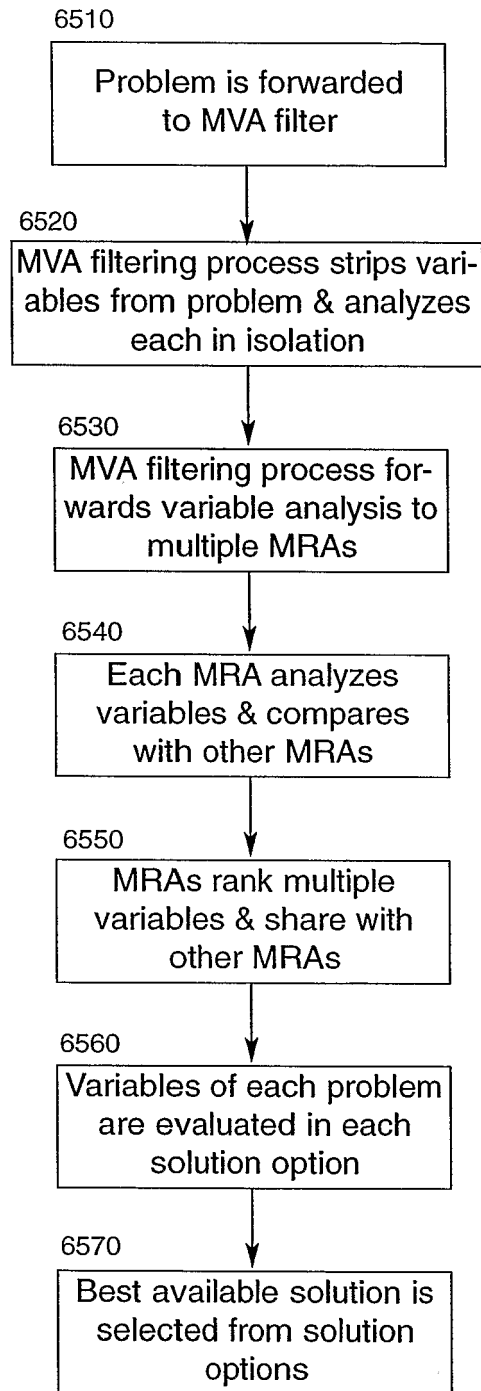 6510
Problem is forwarded
to MVA filter
6520
MVA filtering process strips vari-
ables from problem & analyzes
each in isolation
6530
MVA filtering process for-
wards variable analysis to
multiple MRAs
6540
Each MRA analyzes
variables & compares
with other MRAs
6550
MRAs rank multiple
variables & share with
other MRAs
6560
Variables of each problem
are evaluated in each
solution option
6570
Best available solution is
selected from solution
options